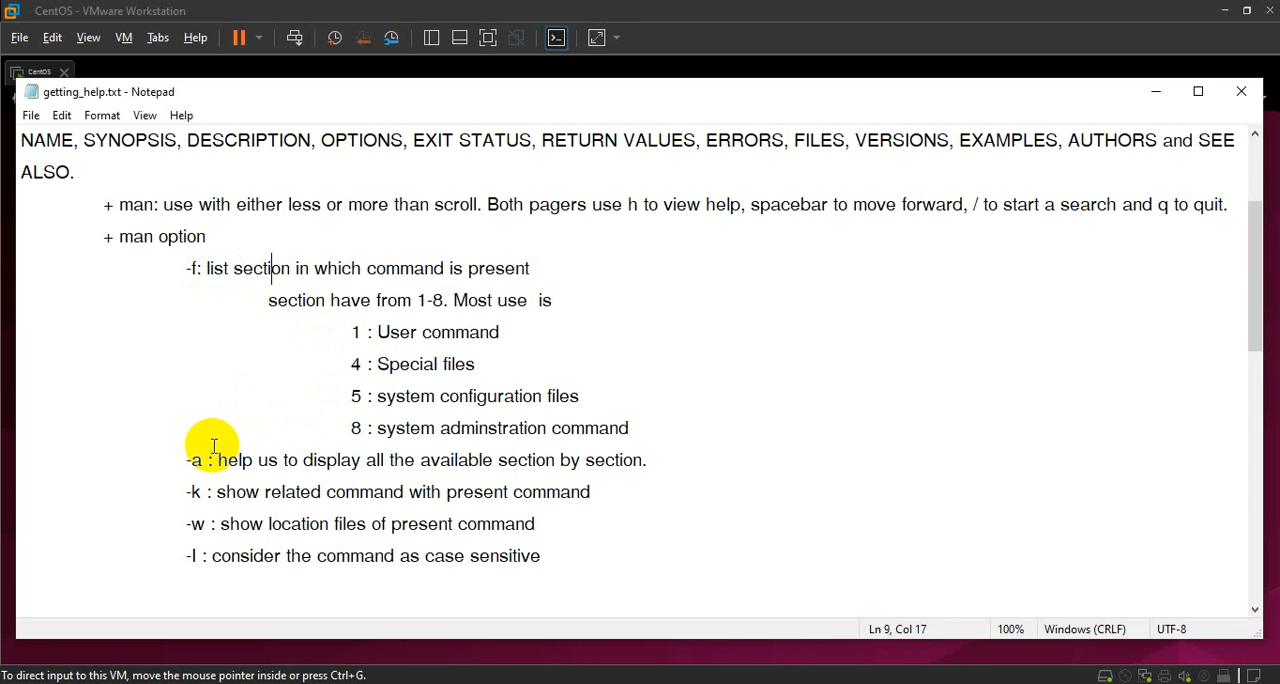 CentOS - VMware Workstation
File Edit View VM Tabs Help
CentOS
getting_help.txt - Notepad
File Edit Format View Help
NAME, SYNOPSIS, DESCRIPTION, OPTIONS, EXIT STATUS, RETURN VALUES, ERRORS, FILES, VERSIONS, EXAMPLES, AUTHORS and SEE
ALSO.
+ man: use with either less or more than scroll. Both pagers use h to view help, spacebar to move forward, / to start a search and q to quit.
+ man option
-f: list section in which command is present
section have from 1-8. Most use  is
1 : User command
4 : Special files
5 : system configuration files
8 : system adminstration command
-a : help us to display all the available section by section.
-k : show related command with present command
-w : show location files of present command
-I : consider the command as case sensitive
Ln 9, Col 17 100% Windows (CRLF) UTF-8
To direct input to this VM, move the mouse pointer inside or press Ctrl+G.